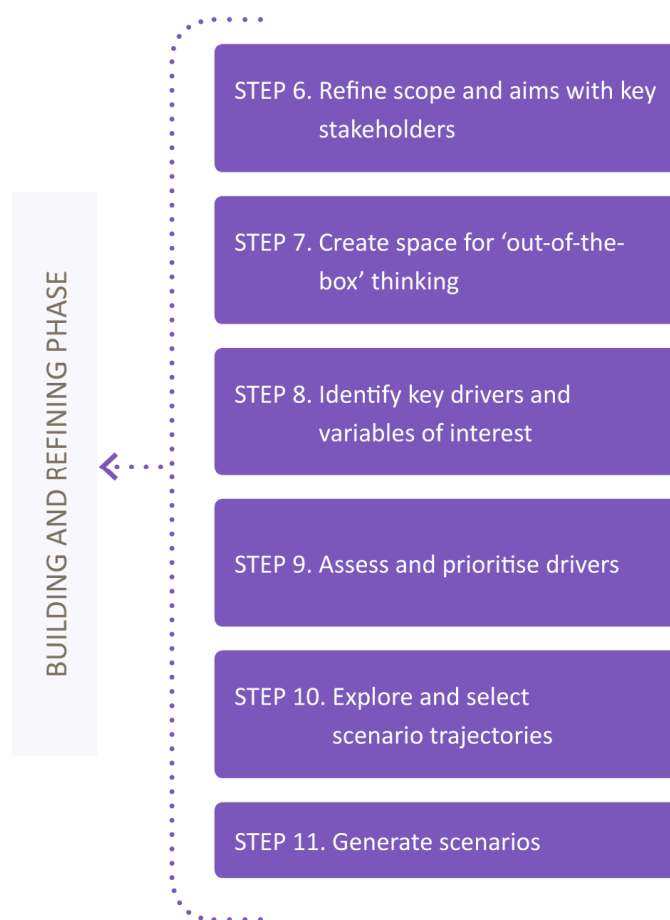 BUILDING AND REFINING PHASE
STEP 6. Refine scope and aims with key
stakeholders
STEP 7. Create space for ‘out-of-the-
box’ thinking
STEP 8. Identify key drivers and
variables of interest
STEP 9. Assess and prioritise drivers
STEP 10. Explore and select
scenario trajectories
STEP 11. Generate scenarios